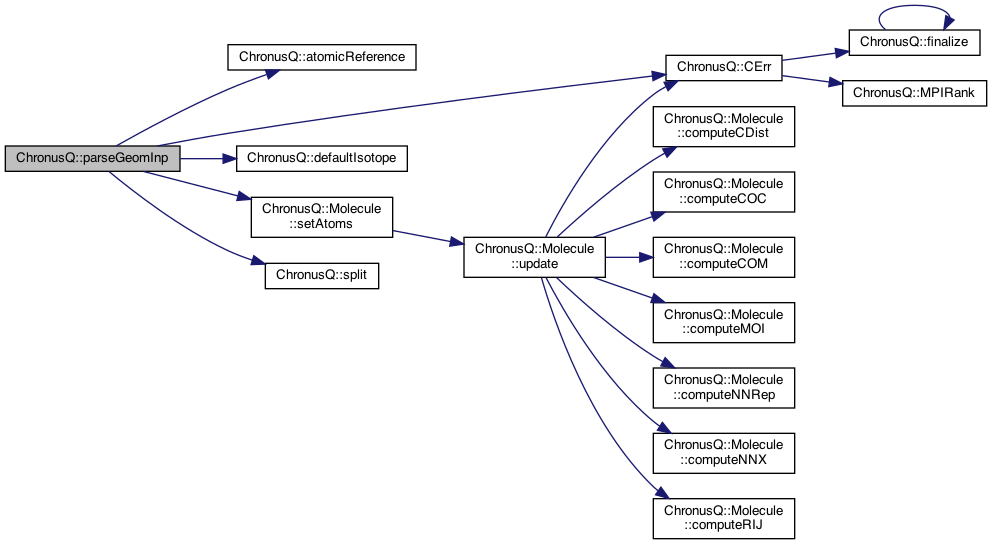 ChronusQ::parseGeomInp
ChronusQ::atomicReference
ChronusQ::defaultIsotope
ChronusQ::Molecule
::setAtoms
ChronusQ::split
ChronusQ::Molecule
::update
ChronusQ::CErr
ChronusQ::Molecule
::computeCDist
ChronusQ::Molecule
::computeCOC
ChronusQ::Molecule
::computeCOM
ChronusQ::Molecule
::computeMOI
ChronusQ::Molecule
::computeNNRep
ChronusQ::Molecule
::computeNNX
ChronusQ::Molecule
::computeRIJ
ChronusQ::finalize
ChronusQ::MPIRank